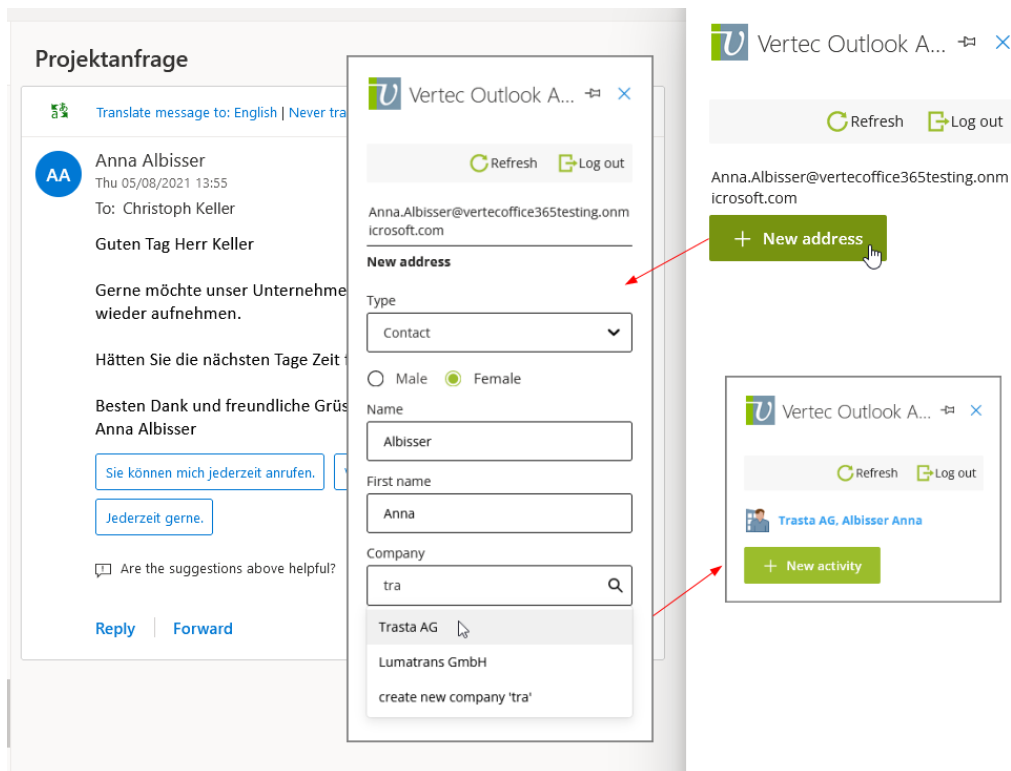 Projektanfrage
Translate message to: English | Never tra
AA
Anna Albisser
Thu 05/08/2021 13:55
To: Christoph Keller
Guten Tag Herr Keller
Gerne möchte unser Unternehme
wieder aufnehmen.
Hätten Sie die nächsten Tage Zeit
Besten Dank und freundliche Grüs
Anna Albisser
Sie können mich jederzeit anrufen.
Jederzeit gerne.
Are the suggestions above helpful?
Reply
Forward
Vertec Outlook A...
Refresh
Log out
Anna.Albisser@vertecoffice365testing.onm
icrosoft.com
New address
Type
Contact
Male
Female
Name
Albisser
First name
Anna
Company
tra
Trasta AG
Lumatrans GmbH
create new company 'tra'
Vertec Outlook A...
Refresh
Log out
Anna.Albisser@vertecoffice365testing.onm
icrosoft.com
+ New address
Vertec Outlook A...
Refresh
Log out
Trasta AG, Albisser Anna
+ New activity